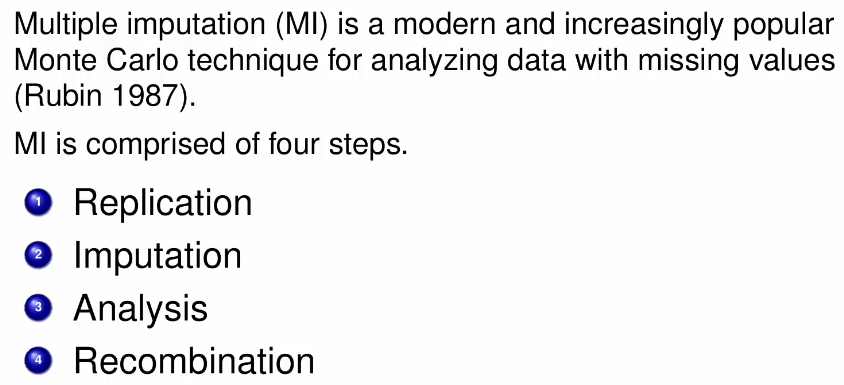 Multiple imputation (MI) is a modern and increasingly popular
Monte Carlo technique for analyzing data with missing values
(Rubin 1987).
MI is comprised of four steps.
1 Replication
2 Imputation
3 Analysis
4 Recombination